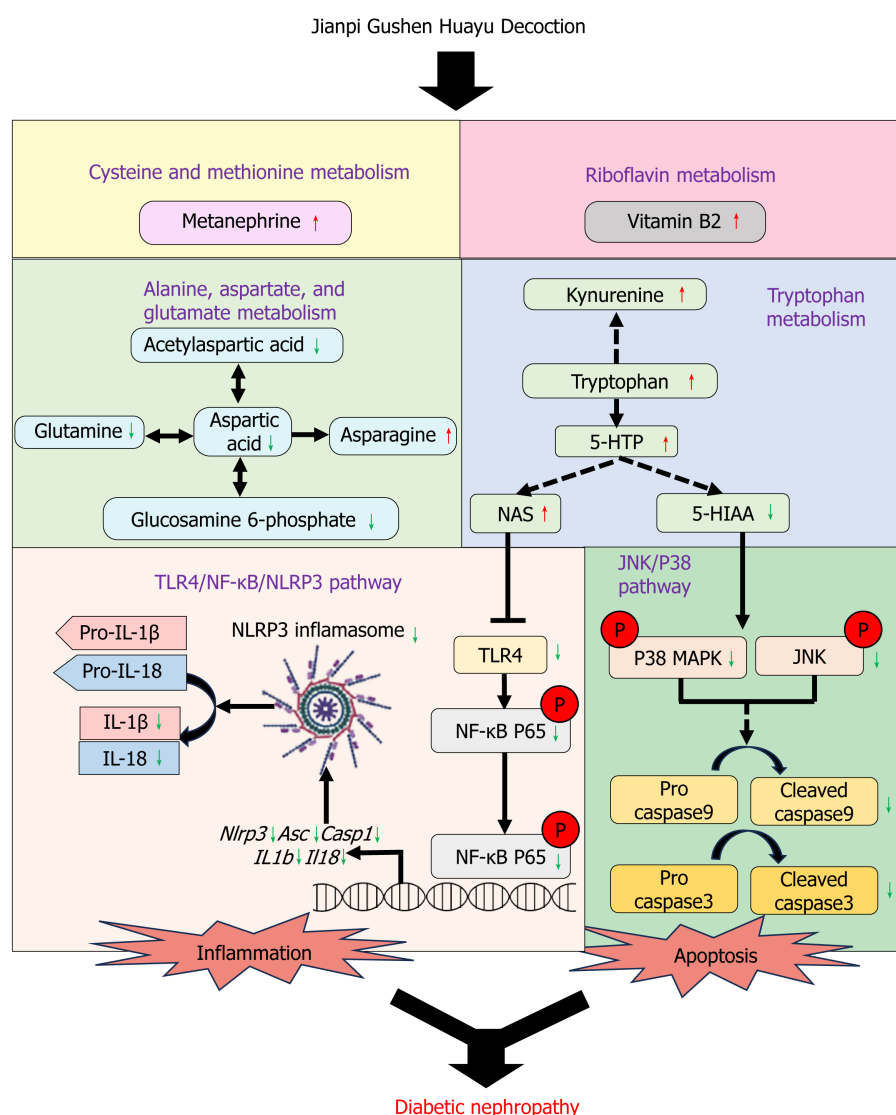 Jianpi Gushen Huayu Decoction
Cysteine and methionine metabolism
Metanephrine ↑
Riboflavin metabolism
Vitamin B2 ↑
Alanine, aspartate, and
glutamate metabolism
Acetylaspartic acid ↓
Glutamine ↓
Aspartic
acid ↓
Asparagine ↑
Glucosamine 6-phosphate ↓
Kynurenine ↑
Tryptophan
metabolism
Tryptophan ↑
5-HTP ↑
NAS ↑
5-HIAA ↓
TLR4/NF-κB/NLRP3 pathway
Pro-IL-1β
Pro-IL-18
IL-1β ↓
IL-18 ↓
NLRP3 inflamasome ↓
Nlrp3 ↓ Asc ↓ Casp1 ↓
IL1b ↓ Il18 ↓
TLR4 ↓
P
NF-κB P65 ↓
P
NF-κB P65 ↓
JNK/P38
pathway
P
P38 MAPK ↓
P
JNK ↓
Pro
caspase9
Cleaved
caspase9 ↓
Pro
caspase3
Cleaved
caspase3 ↓
Inflammation
Apoptosis
Diabetic nephropathy